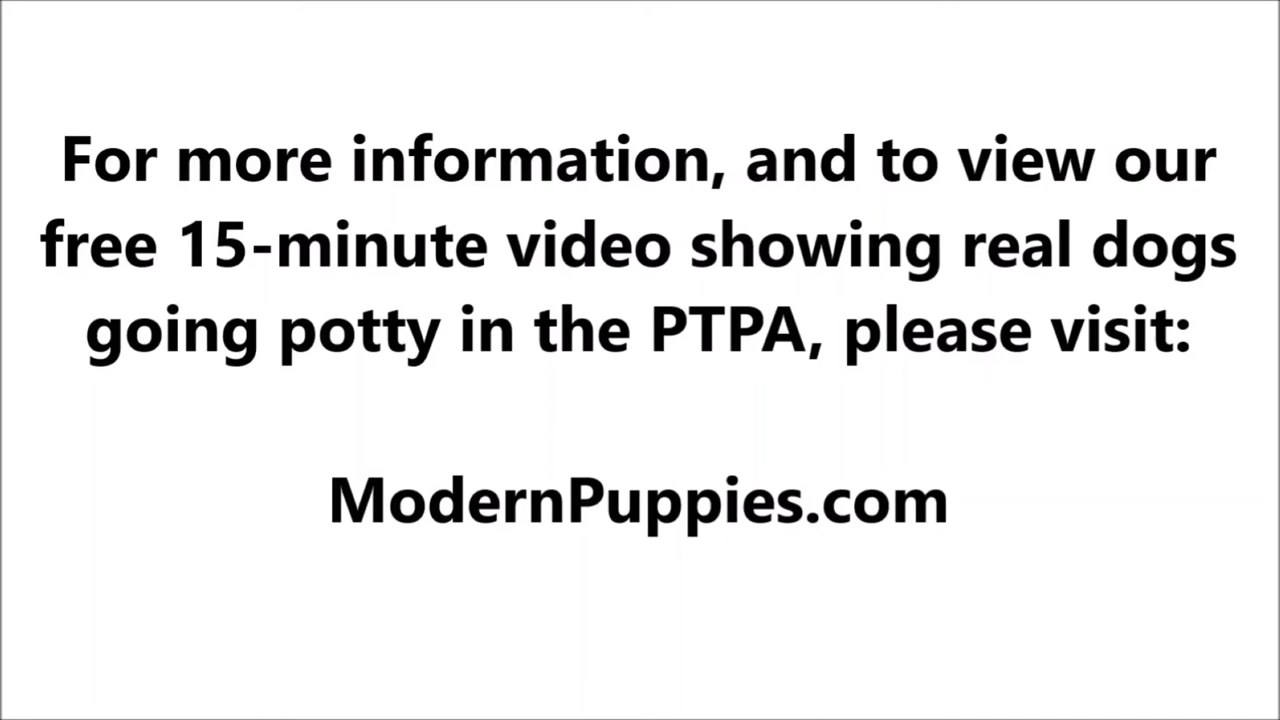 For more information, and to view our
free 15-minute video showing real dogs
going potty in the PTPA, please visit:
ModernPuppies.com